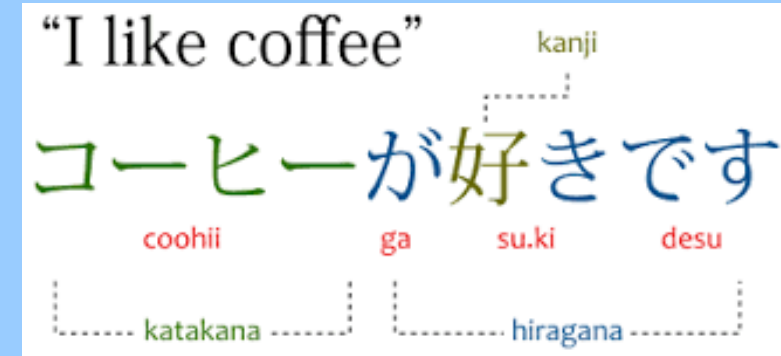 “I like coffee”
kanji
コーヒーが好きです
coohii ga su.ki desu
katakana hiragana